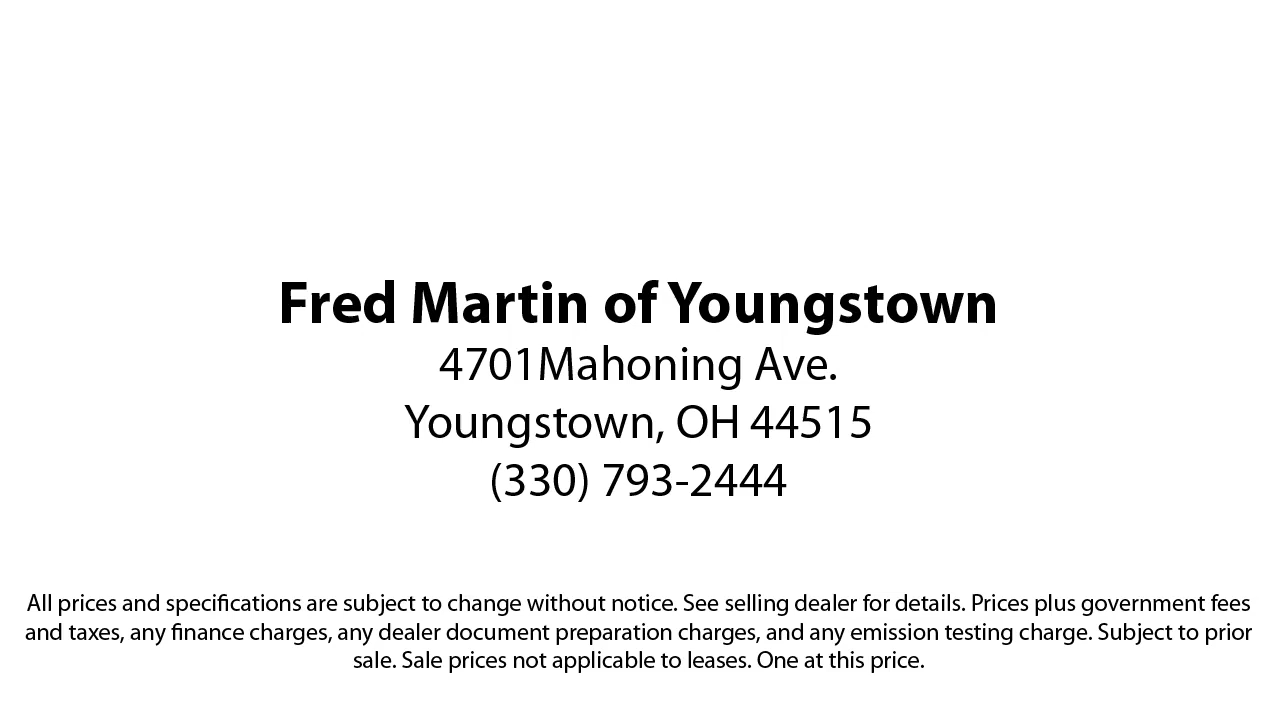 Fred Martin of Youngstown
4701Mahoning Ave.
Youngstown, OH 44515
(330) 793-2444
All prices and specifications are subject to change without notice. See selling dealer for details. Prices plus government fees
and taxes, any finance charges, any dealer document preparation charges, and any emission testing charge. Subject to prior
sale. Sale prices not applicable to leases. One at this price.